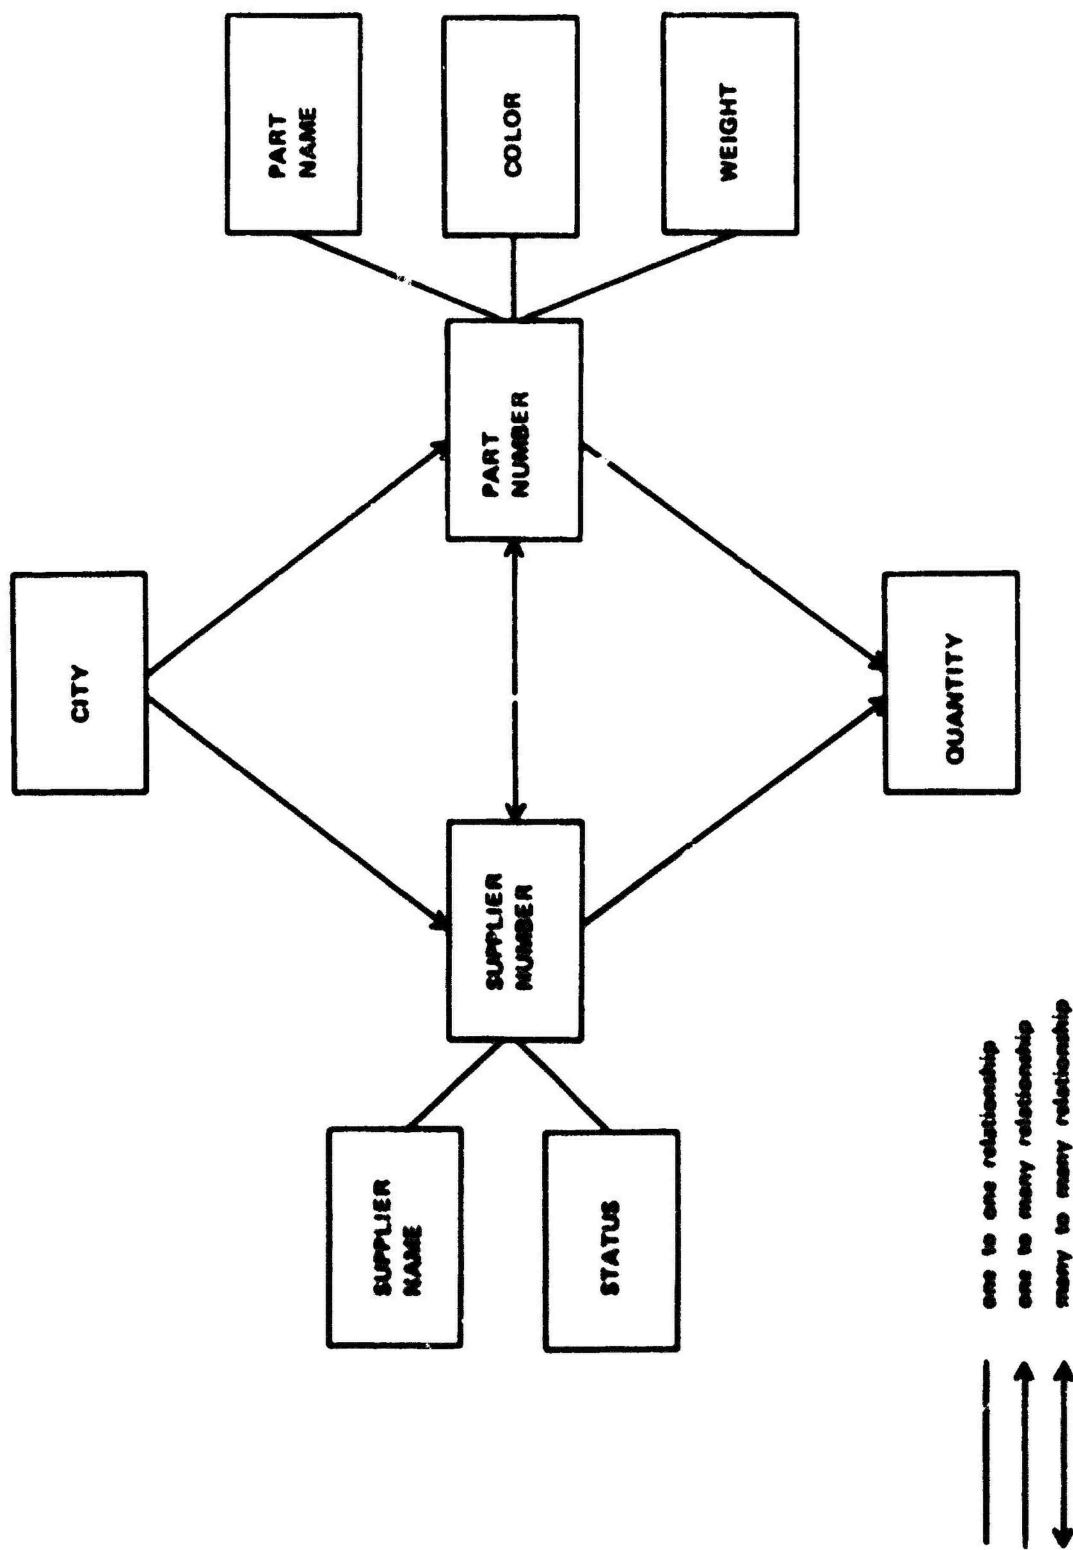 CITY
SUPPLIER
NAME
STATUS
SUPPLIER
NUMBER
PART
NUMBER
PART
NAME
COLOR
WEIGHT
QUANTITY
one to one relationship
one to many relationship
many to many relationship